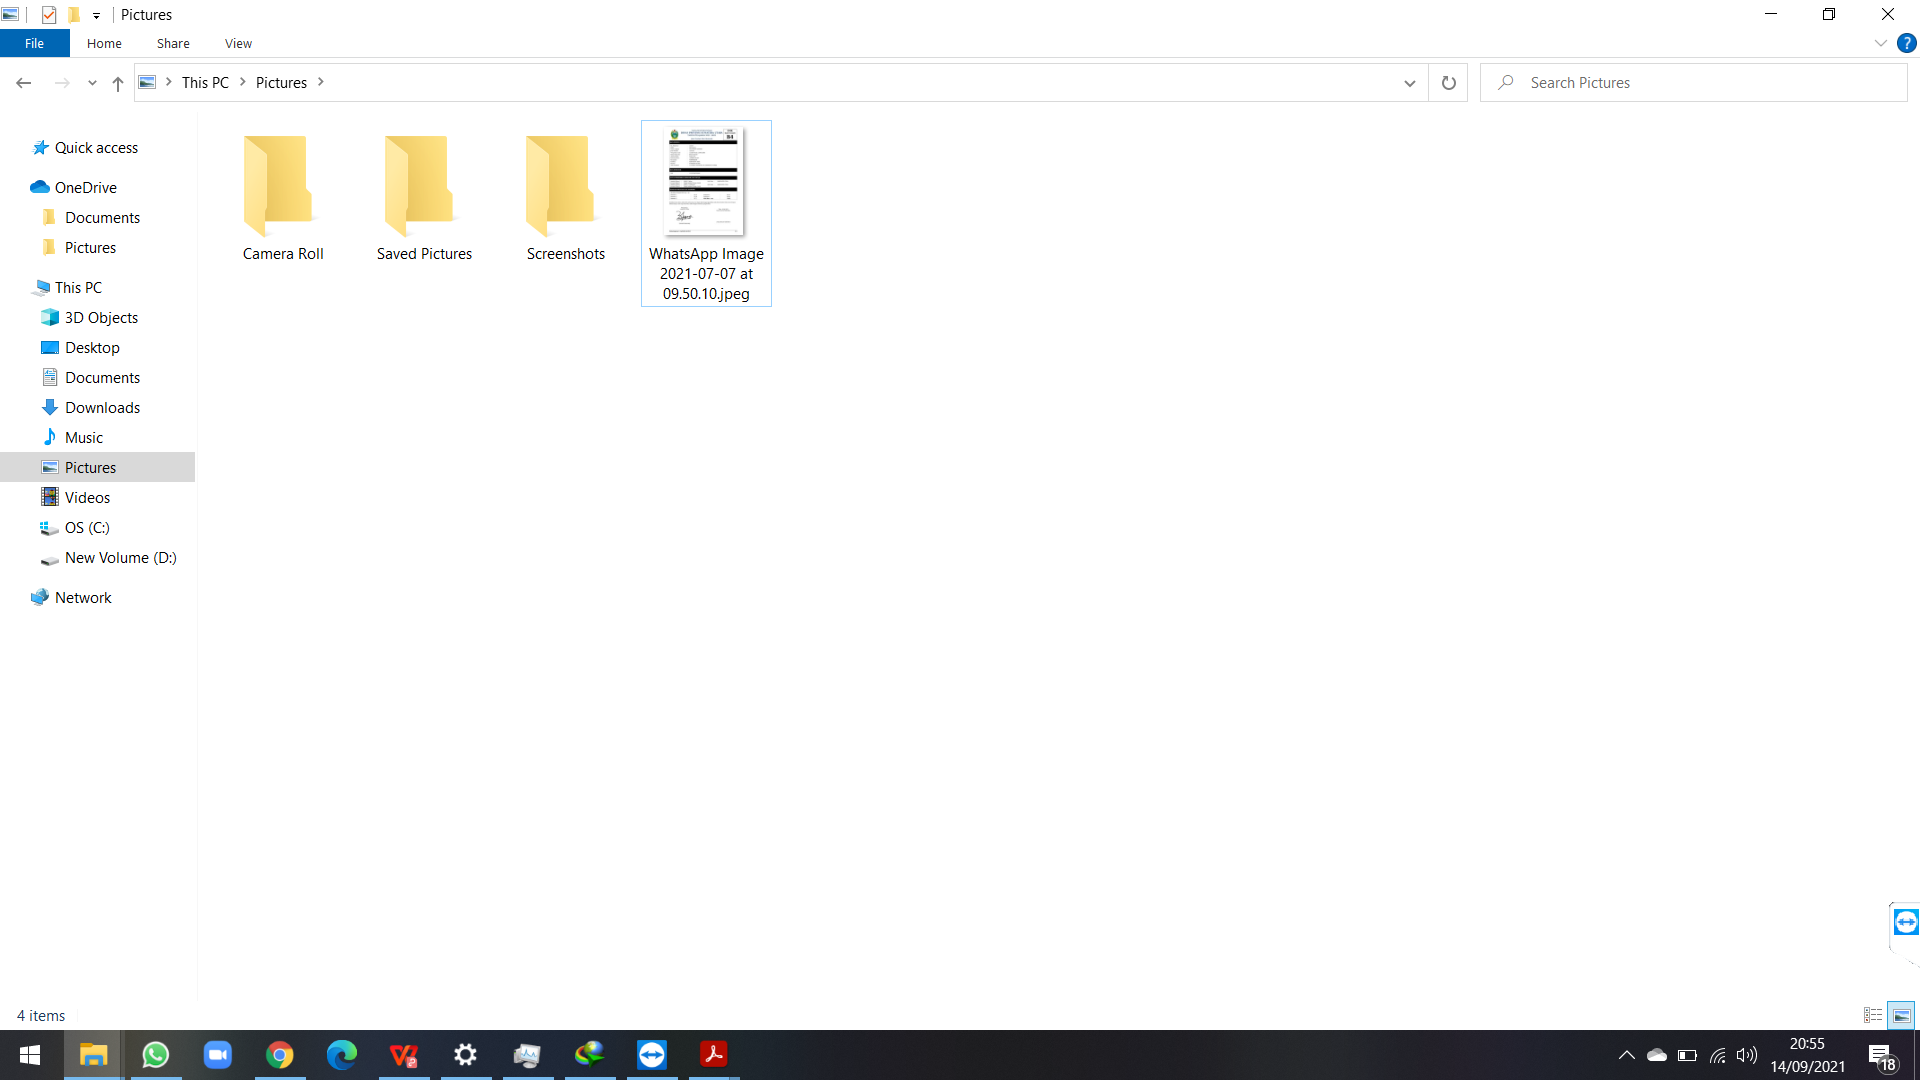 Pictures
File Home Share View
This PC Pictures
Search Pictures
Quick access
OneDrive
Documents
Pictures
This PC
3D Objects
Desktop
Documents
Downloads
Music
Pictures
Videos
OS (C:)
New Volume (D:)
Network
Camera Roll
Saved Pictures
Screenshots
WhatsApp Image
2021-07-07 at
09.50.10.jpeg
4 items
20:55
14/09/2021
18